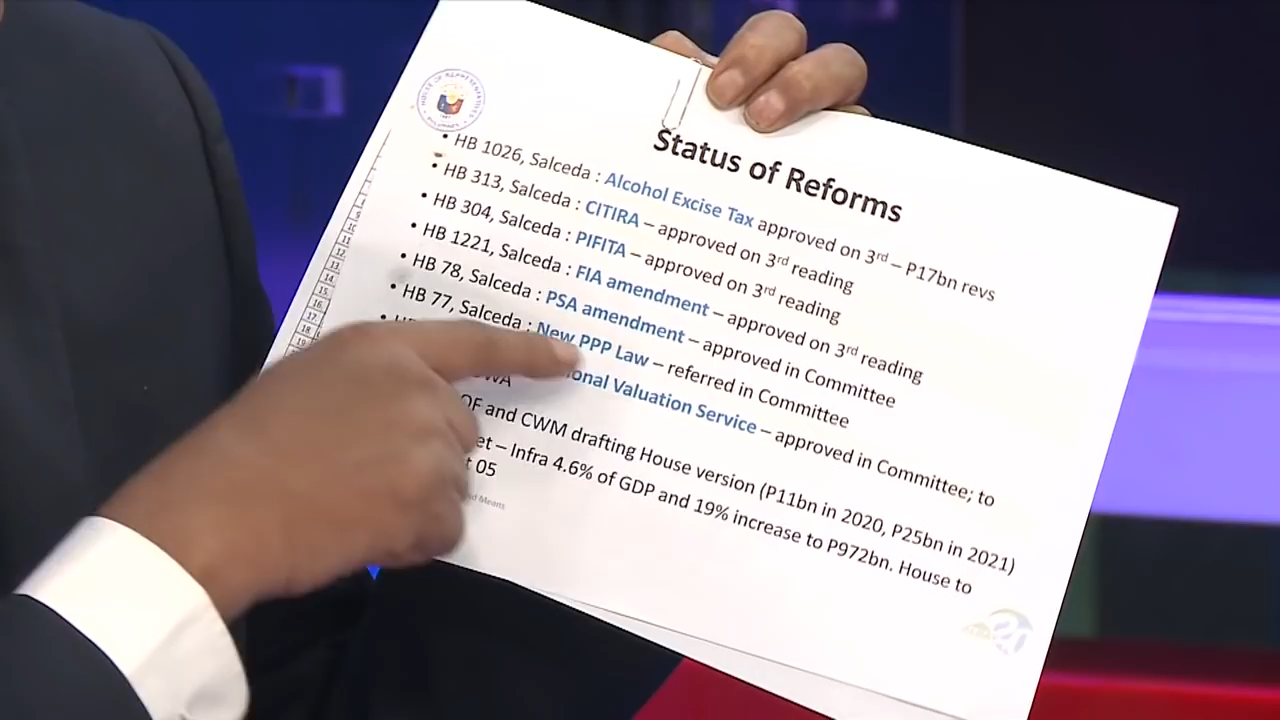 HOUSE OF REPRESENTATIVES
Status of Reforms
• HB 1026, Salceda : Alcohol Excise Tax approved on 3rd – P17bn revs
• HB 313, Salceda : CITIRA – approved on 3rd reading
• HB 304, Salceda : PIFITA – approved on 3rd reading
• HB 1221, Salceda : FIA amendment – approved on 3rd reading
• HB 78, Salceda : PSA amendment – approved in Committee
• HB 77, Salceda : New PPP Law – referred in Committee
Valuation Service – approved in Committee; to
and CWM drafting House version (P11bn in 2020, P25bn in 2021)
– Infra 4.6% of GDP and 19% increase to P972bn. House to
05
Means